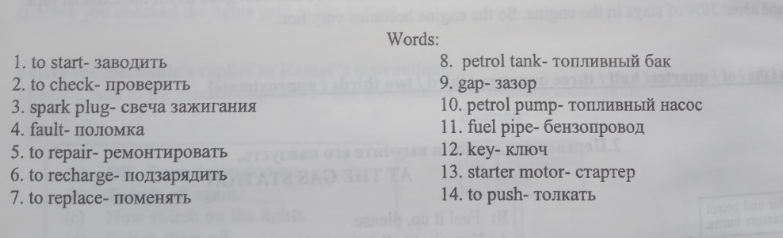 Words:
1. to start- заводить
2. to check- проверить
3. spark plug- свеча зажигания
4. fault- поломка
5. to repair- ремонтировать
6. to recharge- подзарядить
7. to replace- поменять
8. petrol tank- топливный бак
9. gap- зазор
10. petrol pump- топливный насос
11. fuel pipe- бензопровод
12. key- ключ
13. starter motor- стартер
14. to push- толкать